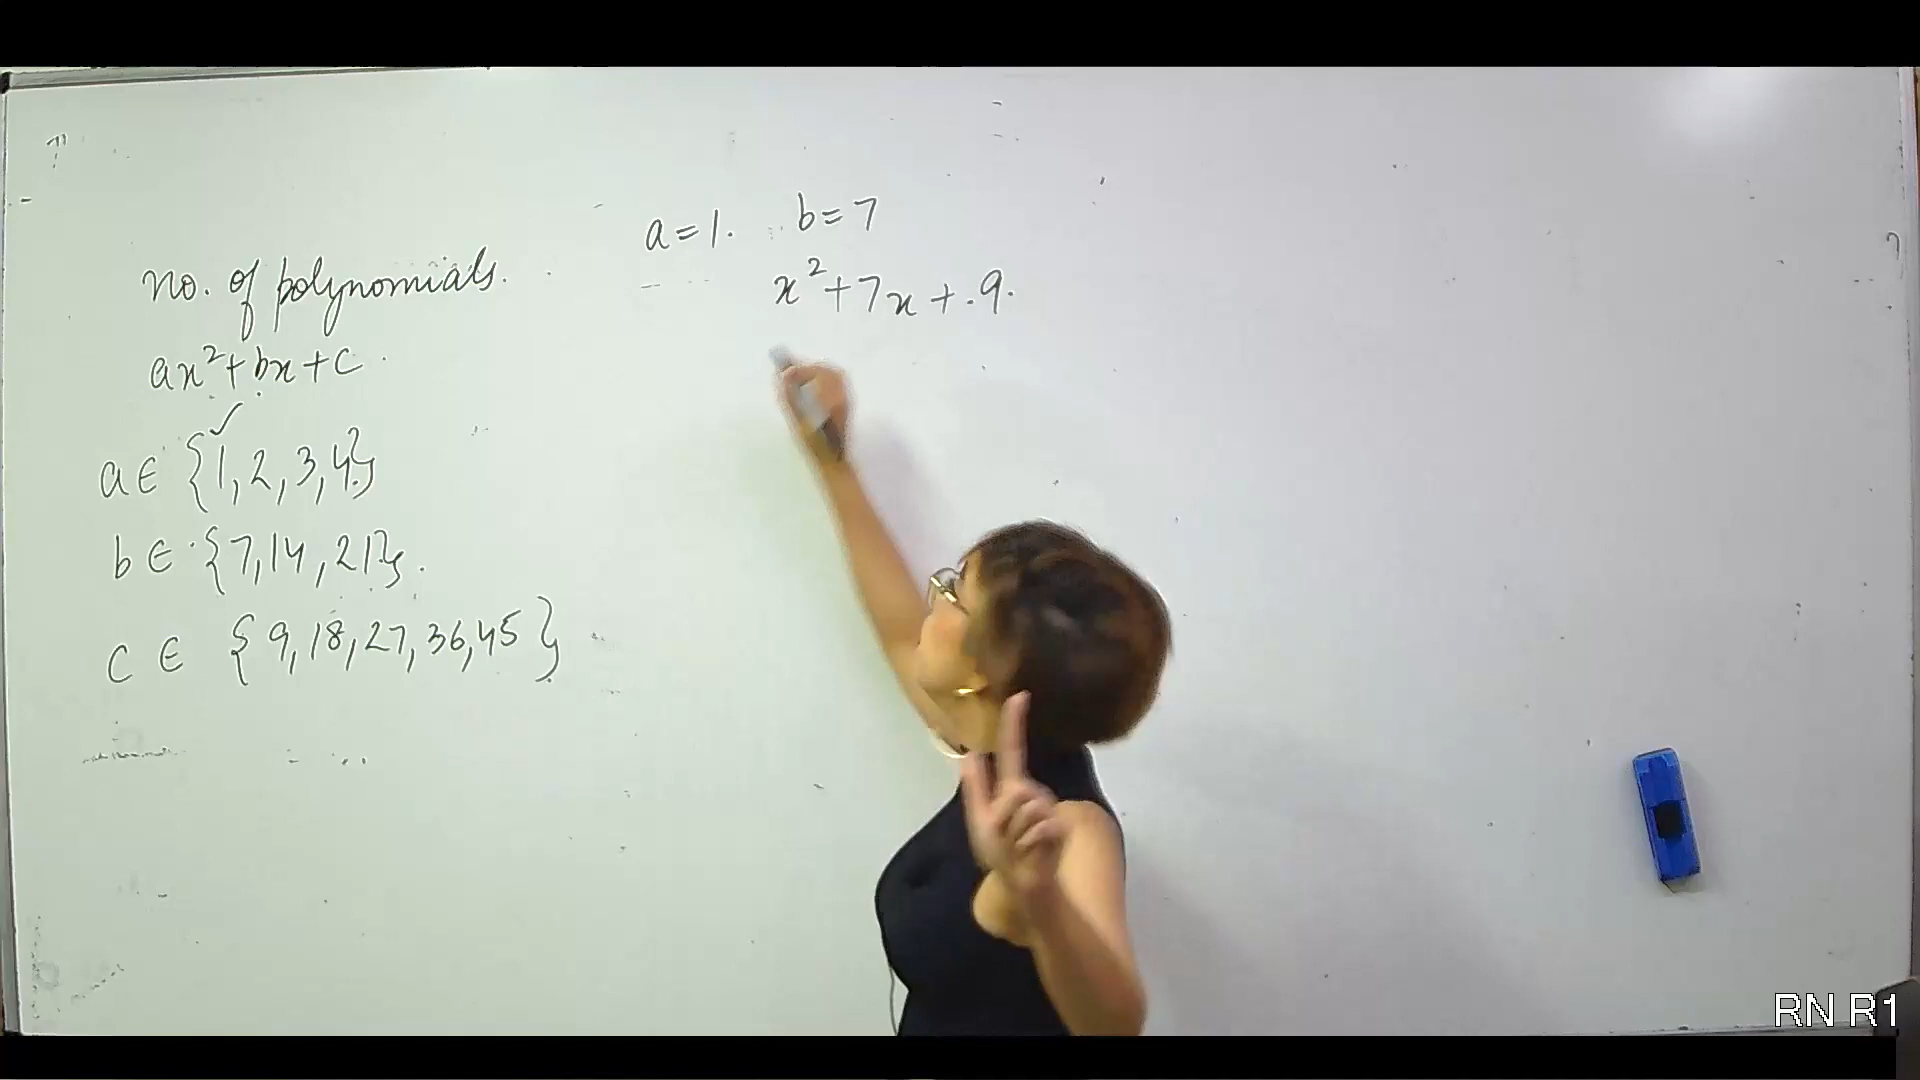 No. of polynomials.
ax²+bx+c
a ∈ {1,2,3,4}
b ∈ {7,14,21}.
c ∈ {9,18,27,36,45}
a=1. b=7
x²+7x+.9.
RN R1